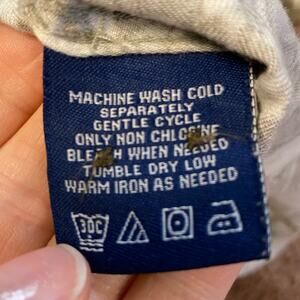 MACHINE WASH COLD
SEPARATELY
GENTLE CYCLE
ONLY NON CHLORINE
BLEACH WHEN NEEDED
TUMBLE DRY LOW
WARM IRON AS NEEDED
30C